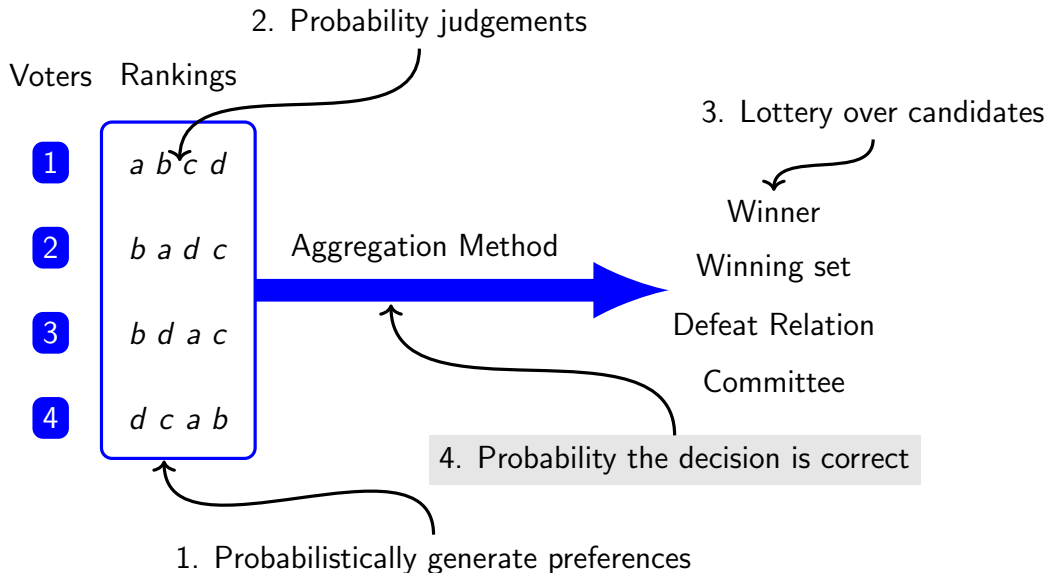 2. Probability judgements
Voters Rankings
3. Lottery over candidates
1 a b c d
Winner
2 b a d c
Aggregation Method
Winning set
3 b d a c
Defeat Relation
Committee
4 d c a b
4. Probability the decision is correct
1. Probabilistically generate preferences